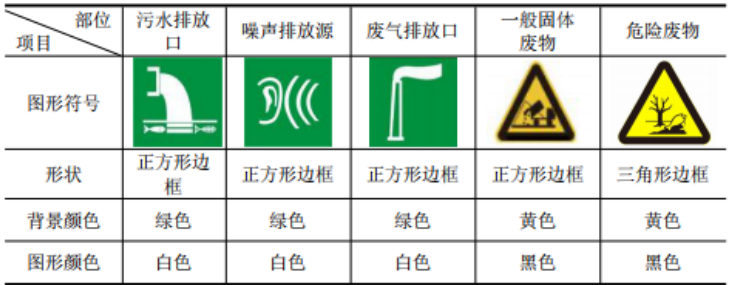 部位
项目
污水排放
口
噪声排放源
废气排放口
一般固体
废物
危险废物
图形符号
形状
正方形边
框
正方形边框
正方形边框
正方形边框
三角形边框
背景颜色
绿色
绿色
绿色
黄色
黄色
图形颜色
白色
白色
白色
黑色
黑色